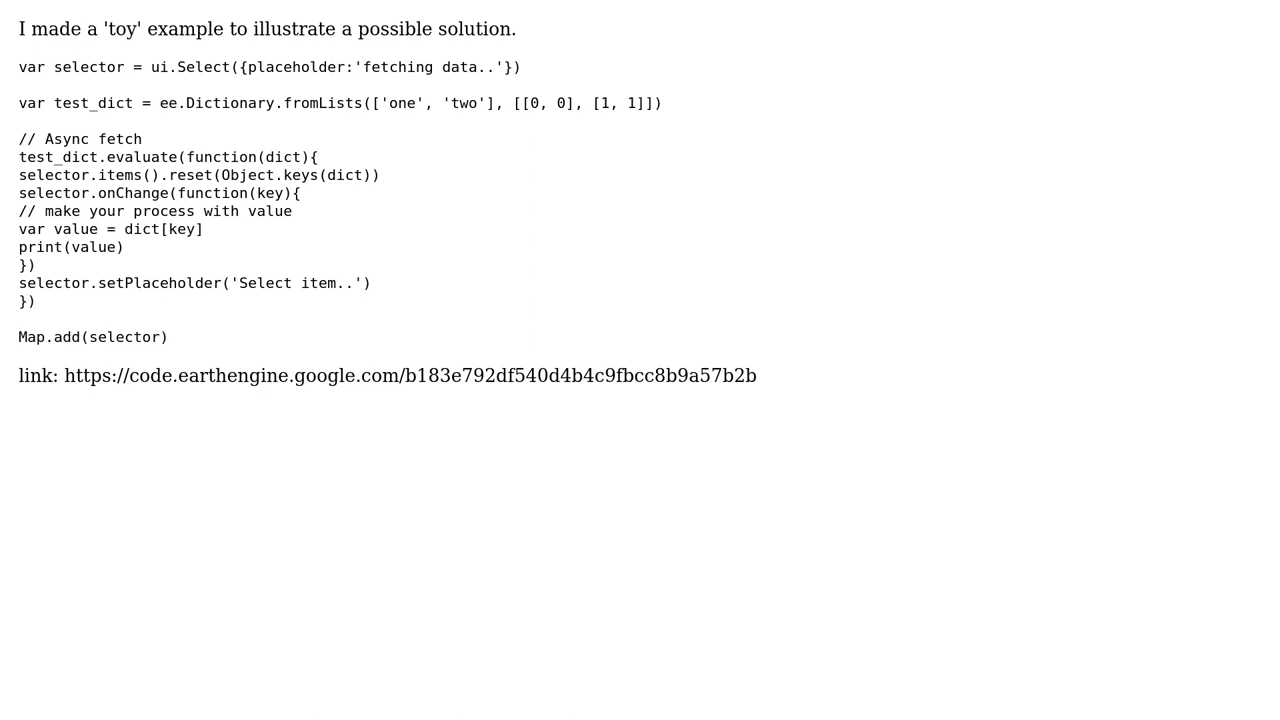 I made a 'toy' example to illustrate a possible solution.
var selector = ui.Select({placeholder:'fetching data..'})
var test_dict = ee.Dictionary.fromLists(['one', 'two'], [[0, 0], [1, 1]])
// Async fetch
test_dict.evaluate(function(dict){
selector.items().reset(Object.keys(dict))
selector.onChange(function(key){
// make your process with value
var value = dict[key]
print(value)
})
selector.setPlaceholder('Select item..')
})
Map.add(selector)
link: https://code.earthengine.google.com/b183e792df540d4b4c9fbcc8b9a57b2b